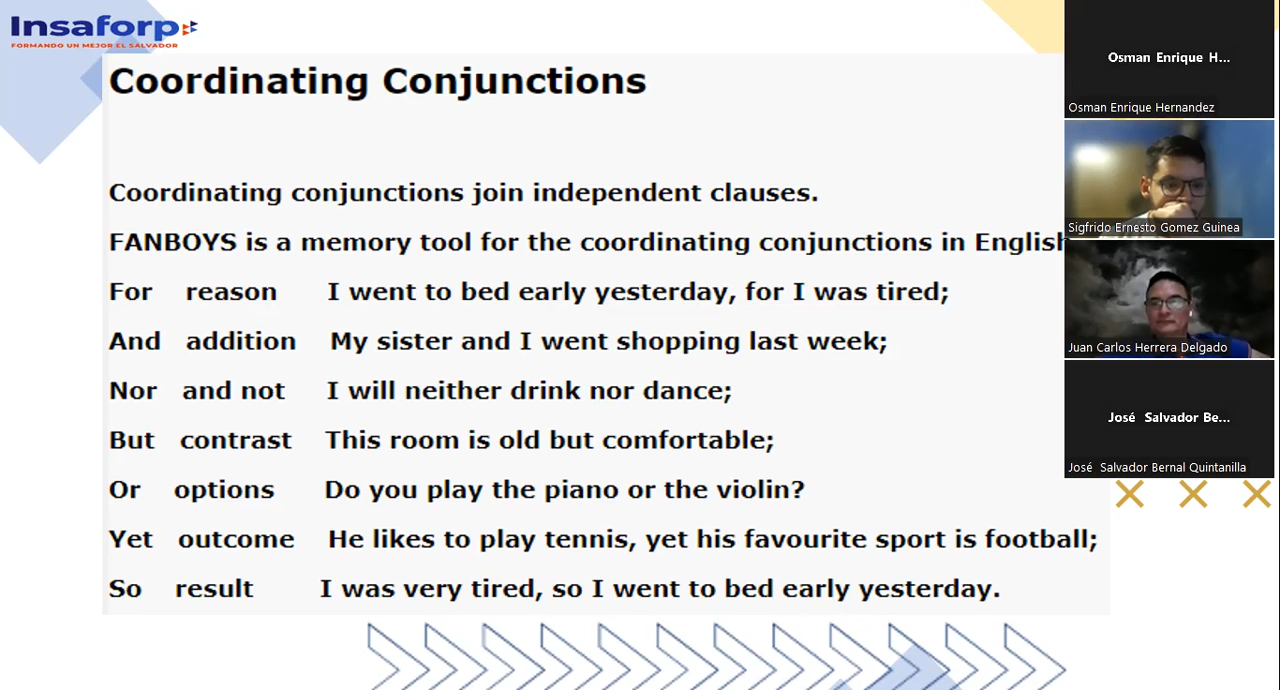 Insaforp
FORMANDO UN MEJOR EL SALVADOR
Coordinating Conjunctions
Coordinating conjunctions join independent clauses.
FANBOYS is a memory tool for the coordinating conjunctions in English
For reason I went to bed early yesterday, for I was tired;
And addition My sister and I went shopping last week;
Nor and not I will neither drink nor dance;
But contrast This room is old but comfortable;
Or options Do you play the piano or the violin?
Yet outcome He likes to play tennis, yet his favourite sport is football;
So result I was very tired, so I went to bed early yesterday.
Osman Enrique H...
Osman Enrique Hernandez
Sigfrido Ernesto Gomez Guinea
Juan Carlos Herrera Delgado
José Salvador Be...
José Salvador Bernal Quintanilla